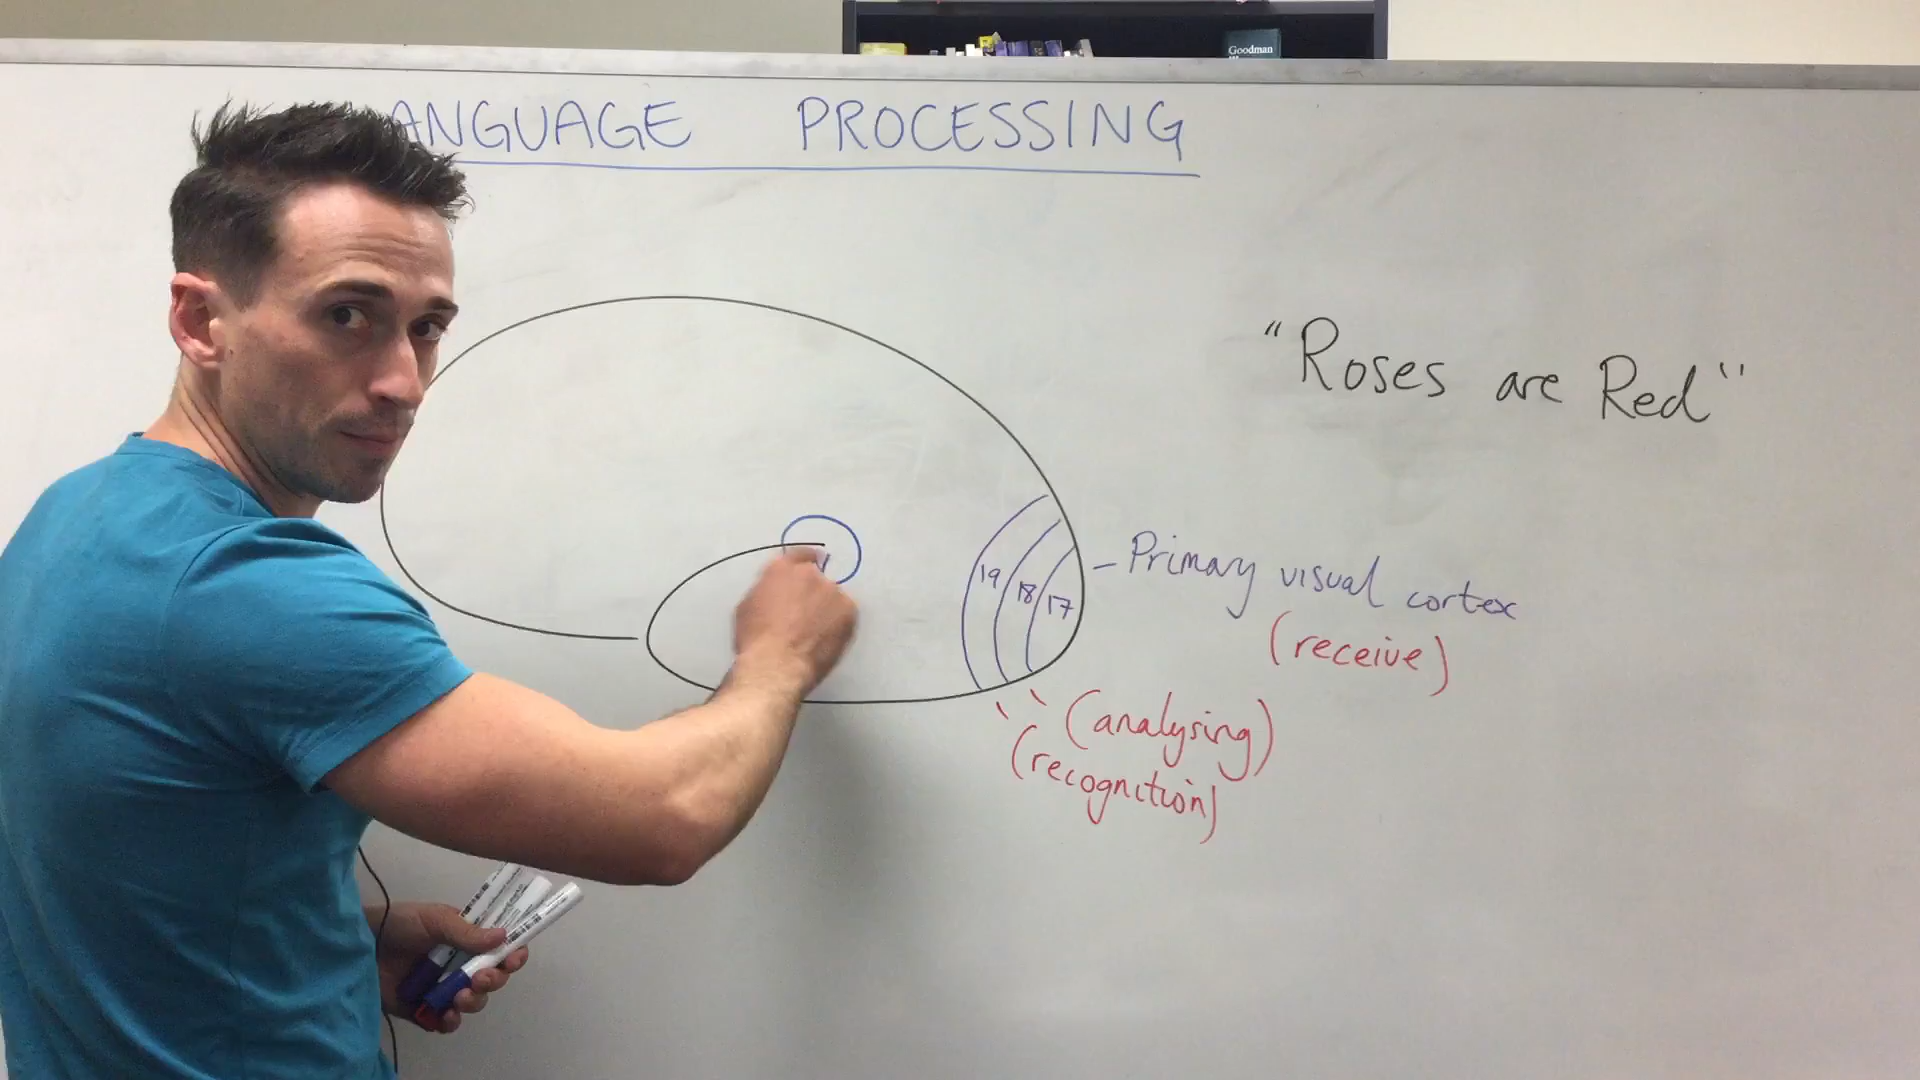 Goodman
ANGUAGE PROCESSING
"Roses are Red"
19 18 17
Primary visual cortex
(receive)
(analysing)
(recognition)